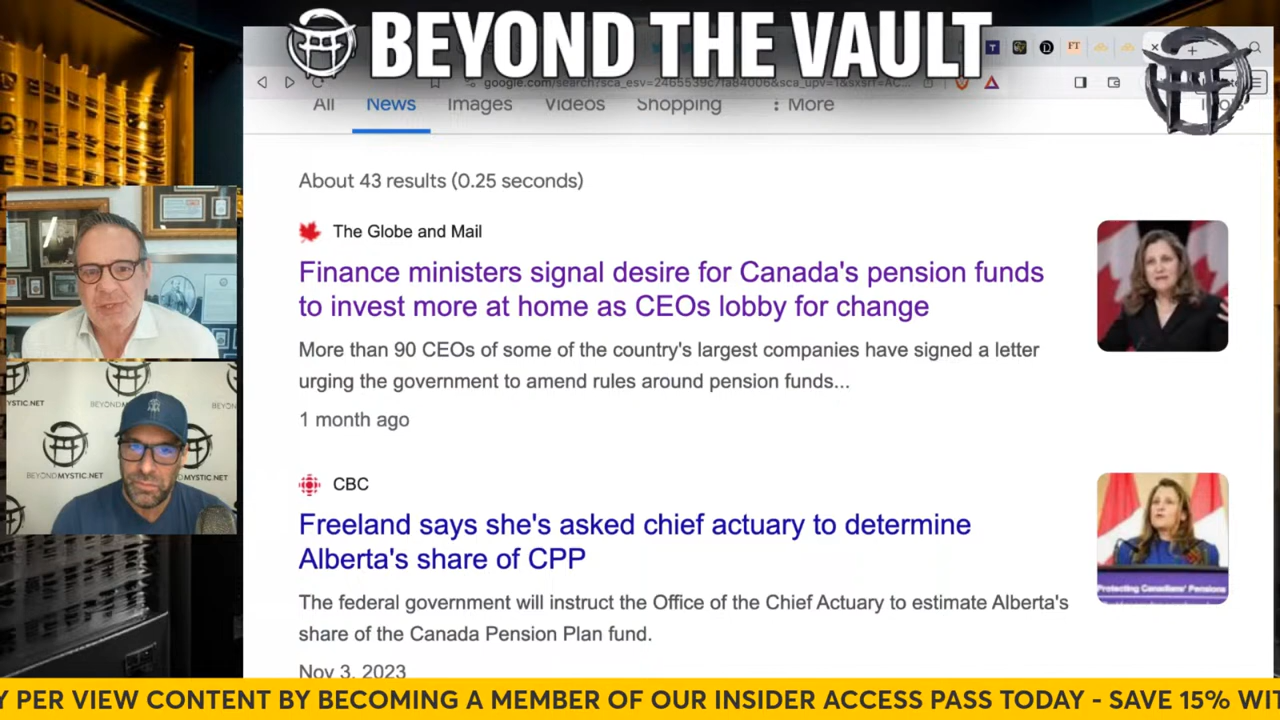 BEYOND THE VAULT
All News Images Videos Shopping More
About 43 results (0.25 seconds)
The Globe and Mail
Finance ministers signal desire for Canada's pension funds
to invest more at home as CEOs lobby for change
More than 90 CEOs of some of the country's largest companies have signed a letter
urging the government to amend rules around pension funds...
1 month ago
CBC
Freeland says she's asked chief actuary to determine
Alberta's share of CPP
Protecting Canadians' Pensions
The federal government will instruct the Office of the Chief Actuary to estimate Alberta's
share of the Canada Pension Plan fund.
Nov 3, 2023
BEYONDMYSTIC.NET
Y PER VIEW CONTENT BY BECOMING A MEMBER OF OUR INSIDER ACCESS PASS TODAY - SAVE 15% WIT